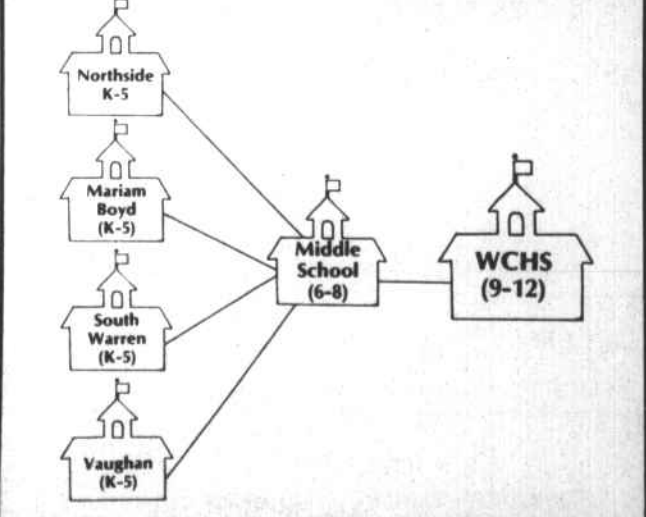 Northside
K-5
Mariam
Boyd
(K-5)
South
Warren
(K-5)
Vaughan
(K-5)
Middle
School
(6-8)
WCHS
(9-12)